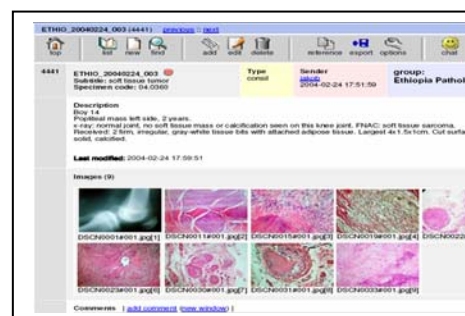 ETHIO_20040224_003 (4441) previous :: next
top list new find add edit delete reference export options chat
4441 ETHIO_20040224_003 Type Sender group:
Subtitle: soft tissue tumor consil jakob Ethiopia Pathol
Specimen code: 04.0360 2004-02-24 17:51:59
Description
Boy 14
Popliteal mass left side, 2 years.
x-ray: normal joint, no soft tissue mass or calcification seen on this knee joint. FNAC: soft tissue sarcoma.
Received: 2 firm, irregular, gray-white tissue bits with attached adipose tissue. Largest 4x1.5x1cm. Cut surfa
solid, calcified.
Last modified: 2004-02-24 17:59:51
Images (9)
DSCN0001#001.jpg[1] DSCN0011#001.jpg[2] DSCN0015#001.jpg[3] DSCN0019#001.jpg[4] DSCN0022
DSCN0023#001.jpg[6] DSCN0030#001.jpg[7] DSCN0031#001.jpg[8] DSCN0033#001.jpg[9]
Comments [ add comment (new window) ]